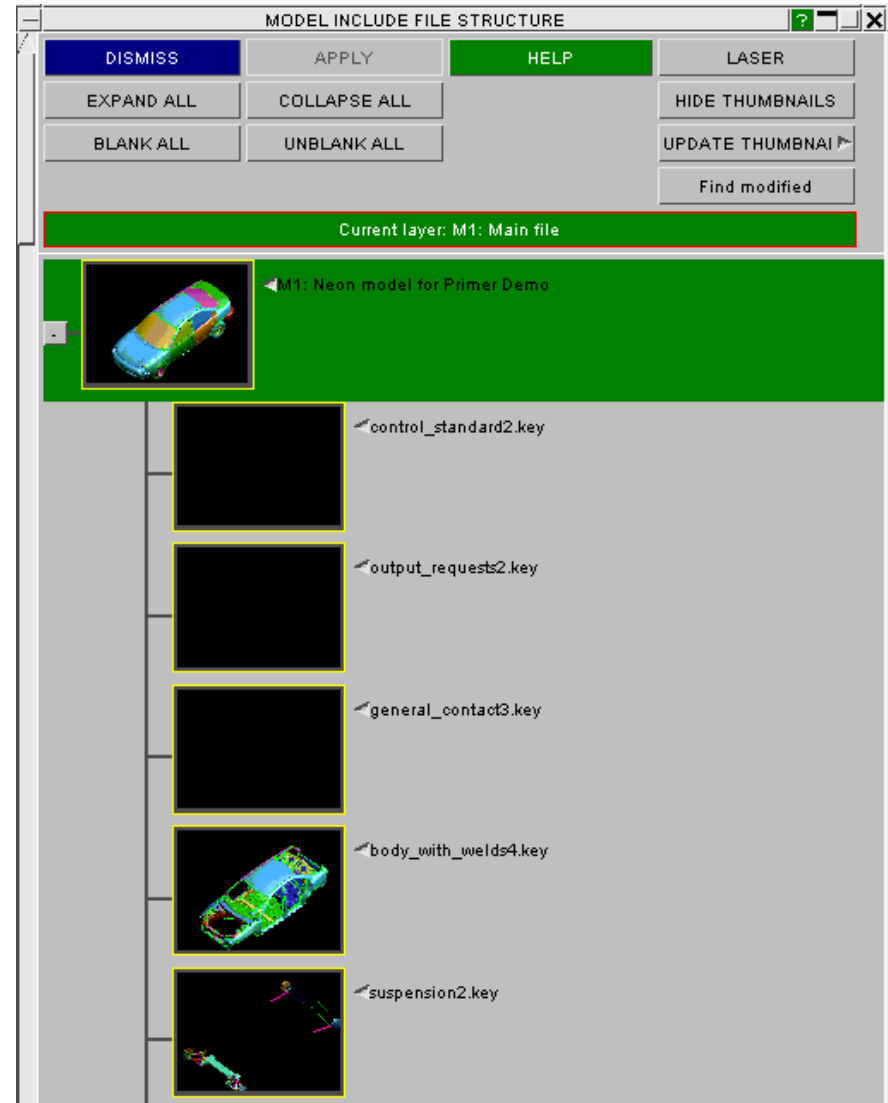 MODEL INCLUDE FILE STRUCTURE ?
DISMISS APPLY HELP LASER
EXPAND ALL COLLAPSE ALL HIDE THUMBNAILS
BLANK ALL UNBLANK ALL UPDATE THUMBNAI
Find modified
Current layer: M1: Main file
M1: Neon model for Primer Demo
control_standard2.key
output_requests2.key
general_contact3.key
body_with_welds4.key
suspension2.key